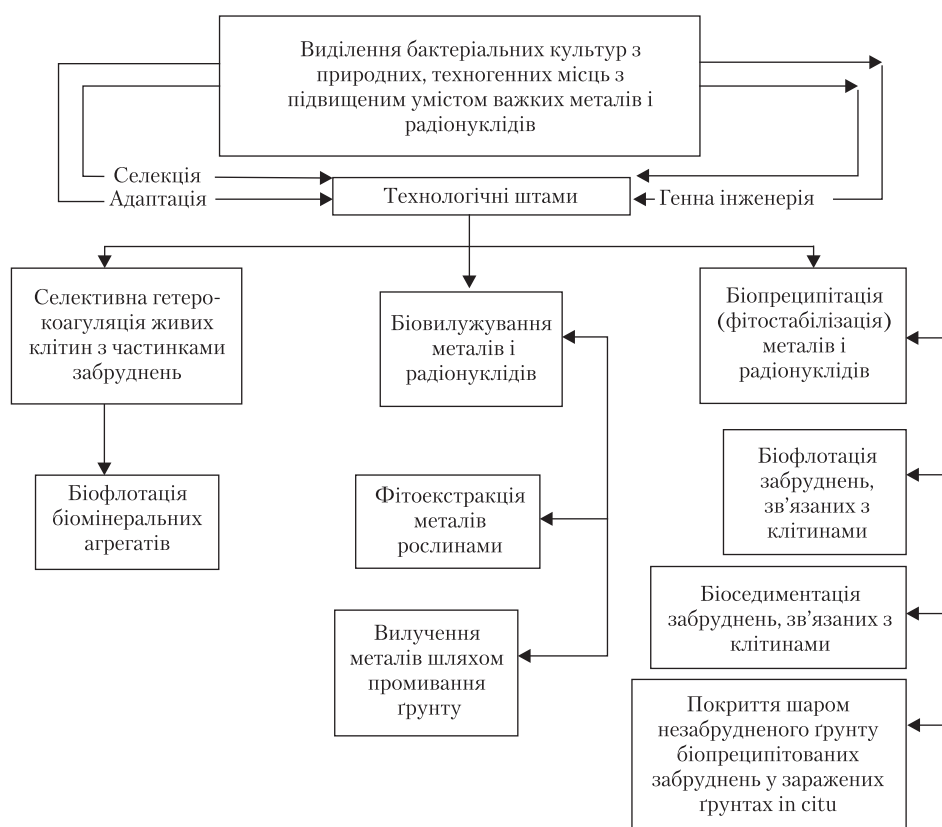 Виділення бактеріальних культур з
природних, техногенних місць з
підвищеним умістом важких металів і
радіонуклідів
Селекція
Адаптація
Технологічні штами
Генна інженерія
Селективна гетеро-
коагуляція живих
клітин з частинками
забруднень
Біофлотація
біомінеральних
агрегатів
Біовилужування
металів і
радіонуклідів
Фітоекстракція
металів
рослинами
Вилучення
металів шляхом
промивання
ґрунту
Біопреципітація
(фітостабілізація)
металів і
радіонуклідів
Біофлотація
забруднень,
зв’язаних з
клітинами
Біоседиментація
забруднень, зв’язаних з
клітинами
Покриття шаром
незабрудненого ґрунту
біопреципітованих
забруднень у заражених
ґрунтах in citu